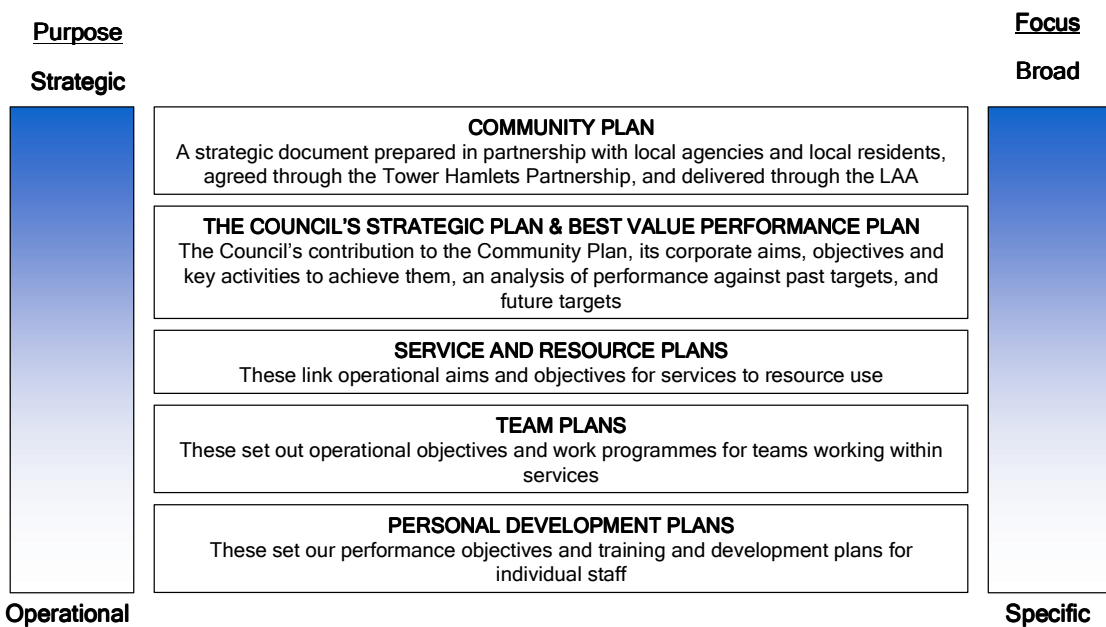 Purpose
Focus
Strategic
Broad
COMMUNITY PLAN
A strategic document prepared in partnership with local agencies and local residents,
agreed through the Tower Hamlets Partnership, and delivered through the LAA
THE COUNCIL'S STRATEGIC PLAN & BEST VALUE PERFORMANCE PLAN
The Council's contribution to the Community Plan, its corporate aims, objectives and
key activities to achieve them, an analysis of performance against past targets, and
future targets
SERVICE AND RESOURCE PLANS
These link operational aims and objectives for services to resource use
TEAM PLANS
These set out operational objectives and work programmes for teams working within
services
PERSONAL DEVELOPMENT PLANS
These set our performance objectives and training and development plans for
individual staff
Operational
Specific